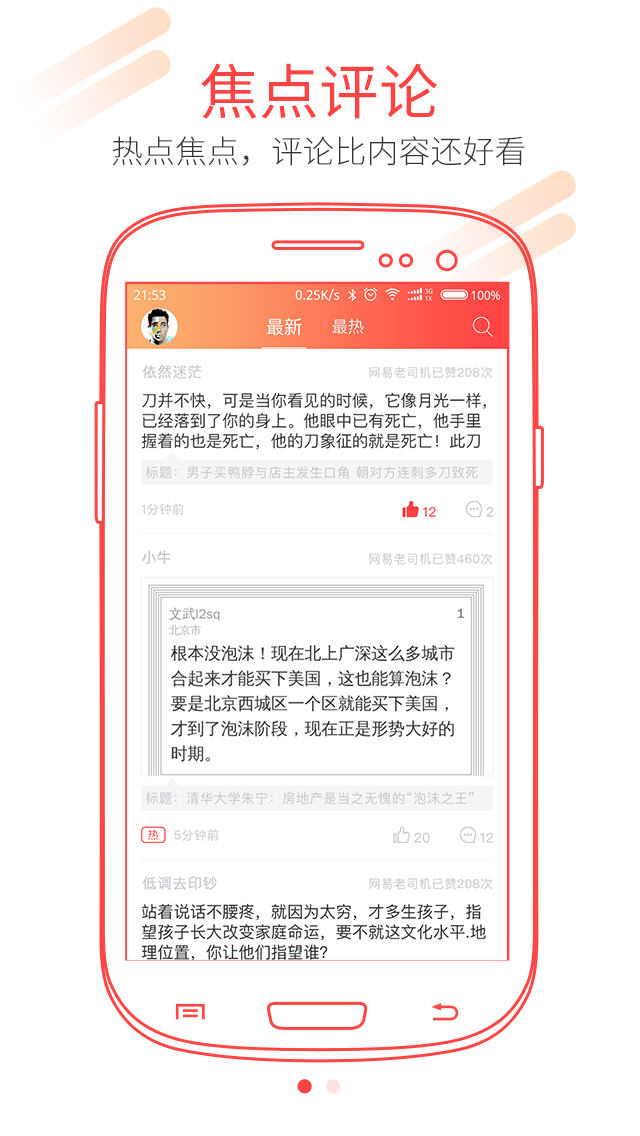 焦点评论
热点焦点，评论比内容还好看
21:53 0.25K/s 3G 1X 100%
最新 最热
依然迷茫 网易老司机已赞208次
刀并不快，可是当你看见的时候，它像月光一样，
已经落到了你的身上。他眼中已有死亡，他手里
握着的也是死亡，他的刀象征的就是死亡！此刀
标题：男子买鸭脖与店主发生口角 朝对方连刺多刀致死
1分钟前 12 2
小牛 网易老司机已赞460次
文武l2sq 1
北京市
根本没泡沫！现在北上广深这么多城市
合起来才能买下美国，这也能算泡沫？
要是北京西城区一个区就能买下美国，
才到了泡沫阶段，现在正是形势大好的
时期。
标题：清华大学朱宁：房地产是当之无愧的“泡沫之王”
热 5分钟前 20 12
低调去印钞 网易老司机已赞208次
站着说话不腰疼，就因为太穷，才多生孩子，指
望孩子长大改变家庭命运，要不就这文化水平.地
理位置，你让他们指望谁?